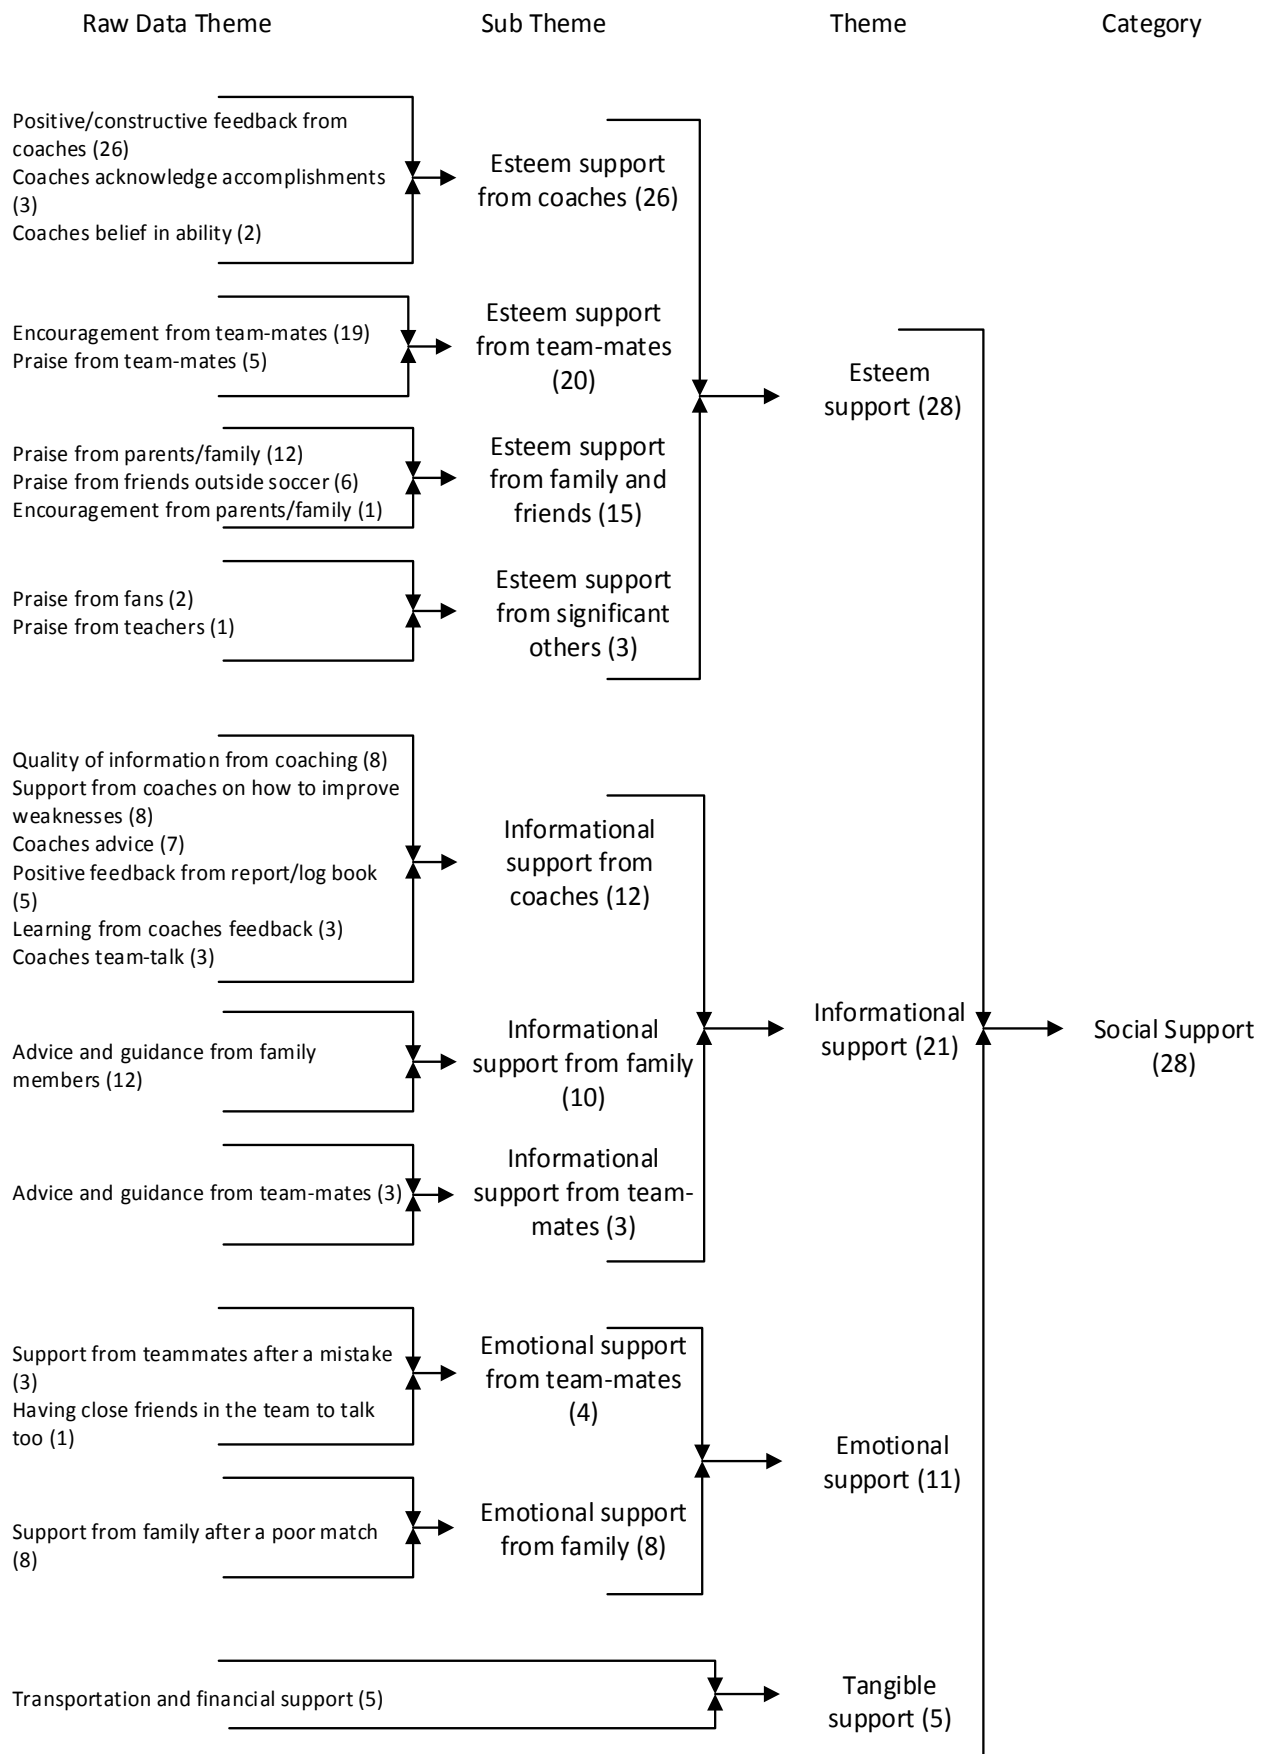 Raw Data Theme
Sub Theme
Theme
Category
Positive/constructive feedback from
coaches (26)
Coaches acknowledge accomplishments
(3)
Coaches belief in ability (2)
Esteem support
from coaches (26)
Encouragement from team-mates (19)
Praise from team-mates (5)
Esteem support
from team-mates
(20)
Praise from parents/family (12)
Praise from friends outside soccer (6)
Encouragement from parents/family (1)
Esteem support
from family and
friends (15)
Praise from fans (2)
Praise from teachers (1)
Esteem support
from significant
others (3)
Esteem
support (28)
Quality of information from coaching (8)
Support from coaches on how to improve
weaknesses (8)
Coaches advice (7)
Positive feedback from report/log book
(5)
Learning from coaches feedback (3)
Coaches team-talk (3)
Informational
support from
coaches (12)
Advice and guidance from family
members (12)
Informational
support from family
(10)
Advice and guidance from team-mates (3)
Informational
support from team-
mates (3)
Informational
support (21)
Social Support
(28)
Support from teammates after a mistake
(3)
Having close friends in the team to talk
too (1)
Emotional support
from team-mates
(4)
Support from family after a poor match
(8)
Emotional support
from family (8)
Emotional
support (11)
Transportation and financial support (5)
Tangible
support (5)